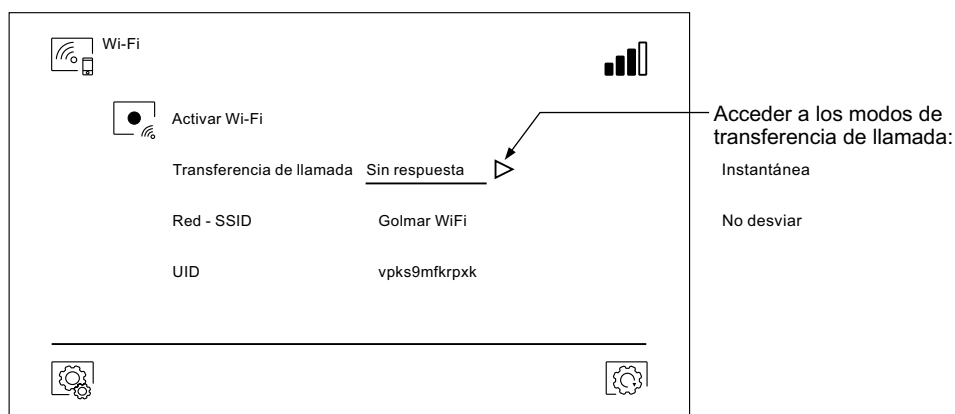 Wi-Fi
Activar Wi-Fi
Acceder a los modos de
transferencia de llamada:
Transferencia de llamada Sin respuesta
Instantánea
Red - SSID Golmar WiFi
No desviar
UID vpks9mfkrpxk